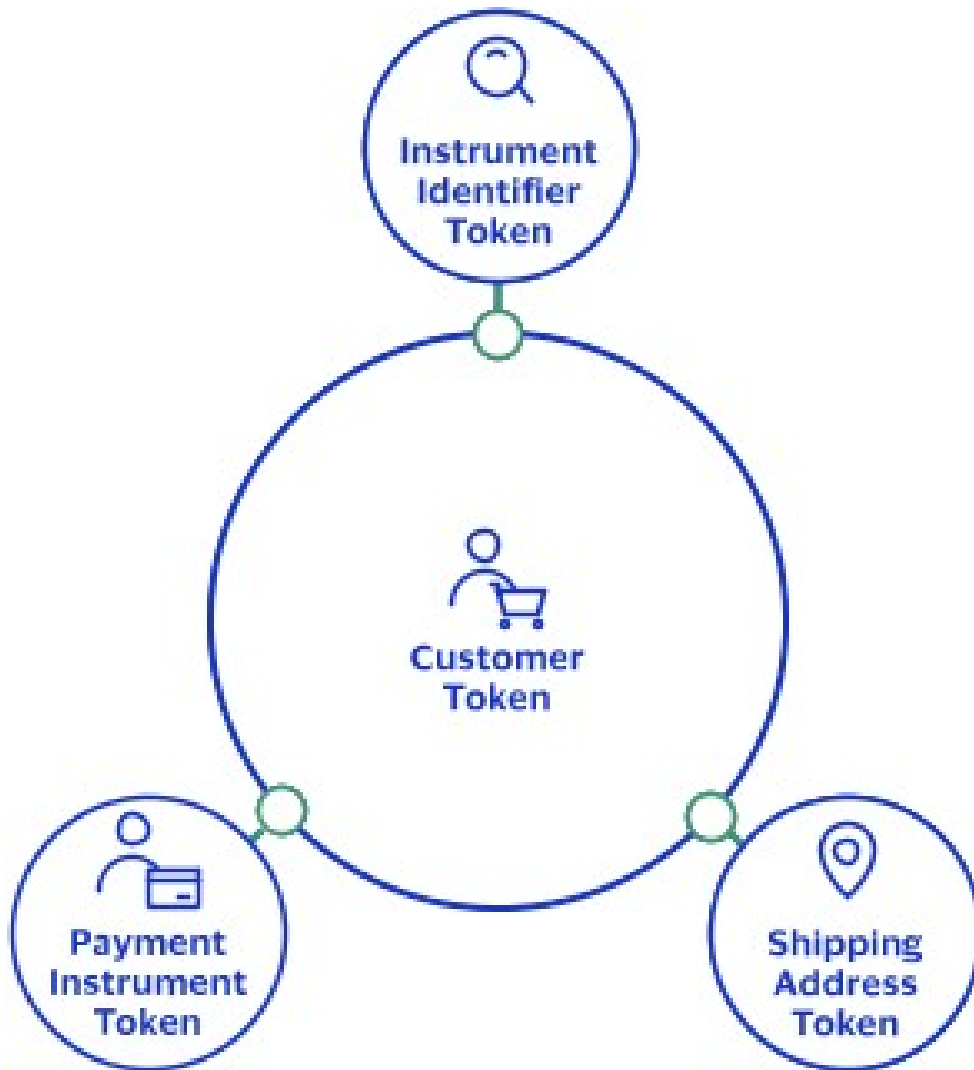 Instrument
Identifier
Token
Customer
Token
Payment
Instrument
Token
Shipping
Address
Token